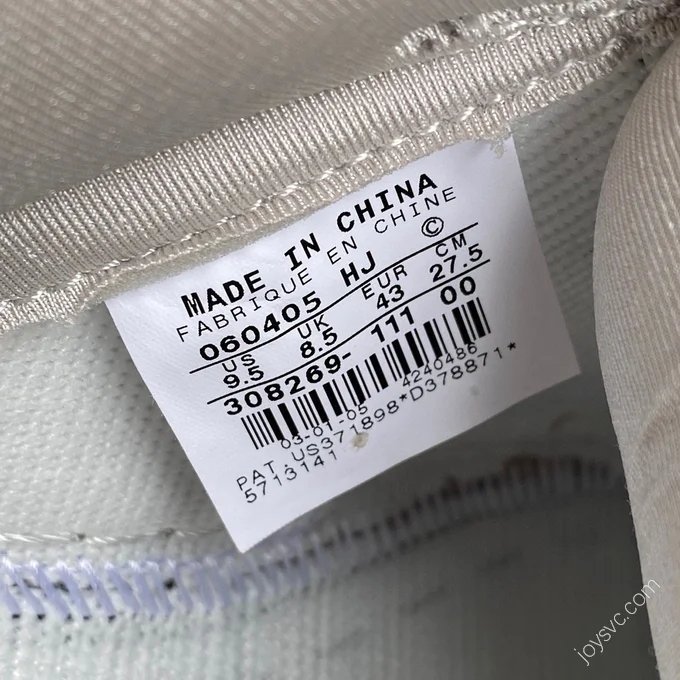 MADE IN CHINA
FABRIQUE EN CHINE
060405 HJ ©
US UK EUR CM
9.5 8.5 43 27.5
308269- 111 00
03-01-05 4240486
PAT. US371898*D378871*
5713141
joysvc.com